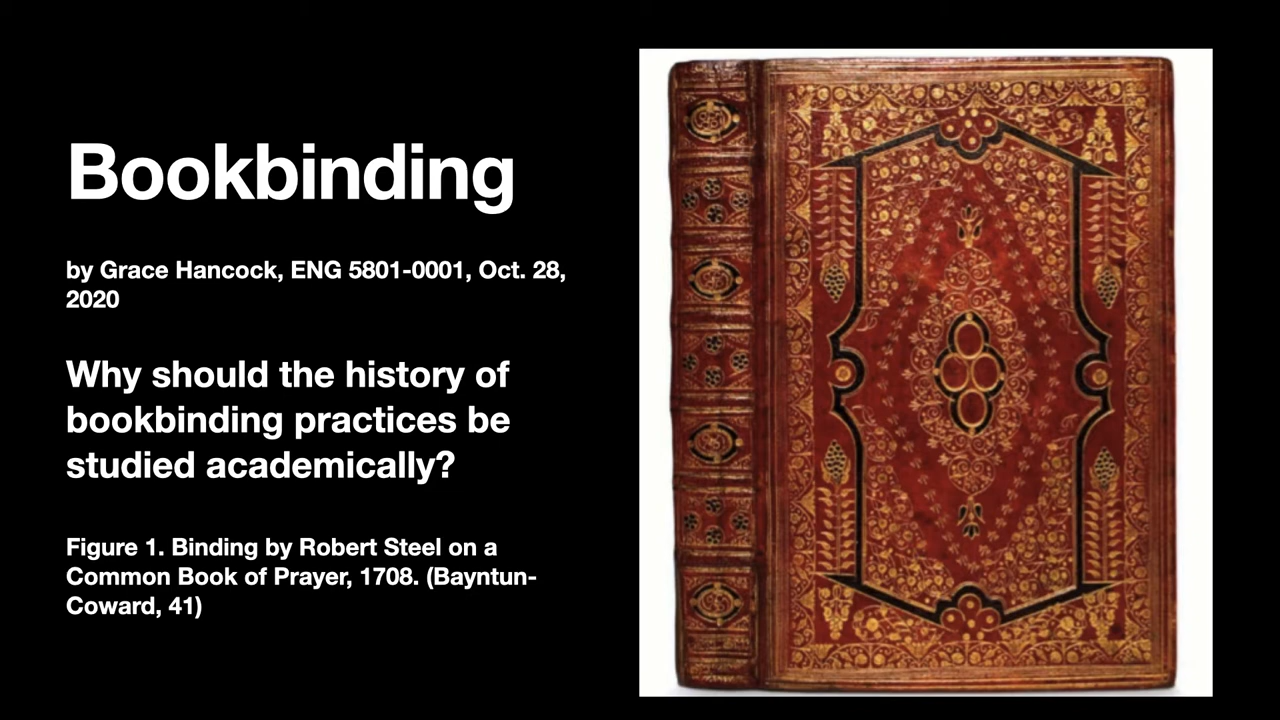 Bookbinding
by Grace Hancock, ENG 5801-0001, Oct. 28,
2020
Why should the history of
bookbinding practices be
studied academically?
Figure 1. Binding by Robert Steel on a
Common Book of Prayer, 1708. (Bayntun-
Coward, 41)